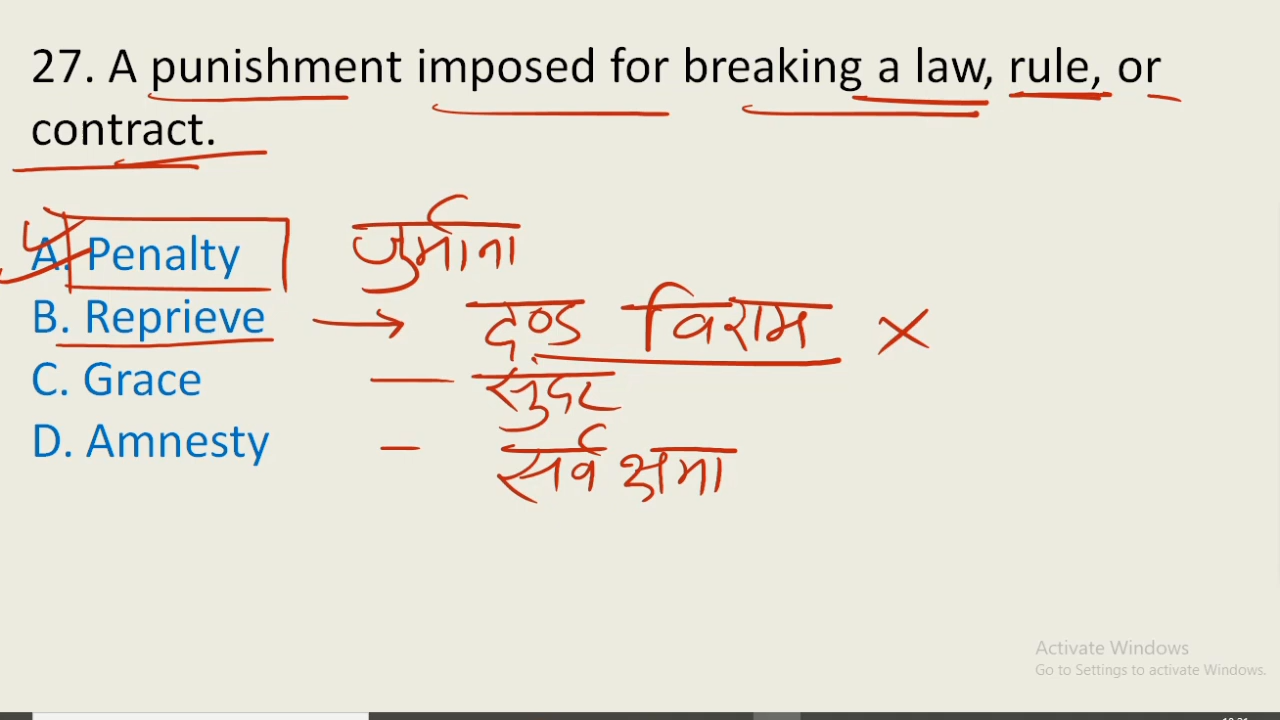 27. A punishment imposed for breaking a law, rule, or
contract.
A. Penalty जुर्माना
B. Reprieve → दण्ड विराम ×
C. Grace — सुंदर
D. Amnesty – सर्व क्षमा
Activate Windows
Go to Settings to activate Windows.